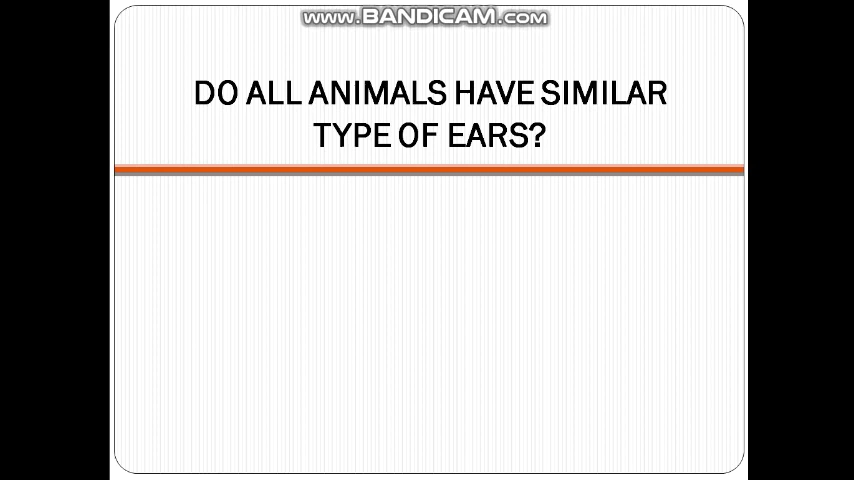 www.BANDICAM.com
DO ALL ANIMALS HAVE SIMILAR
TYPE OF EARS?